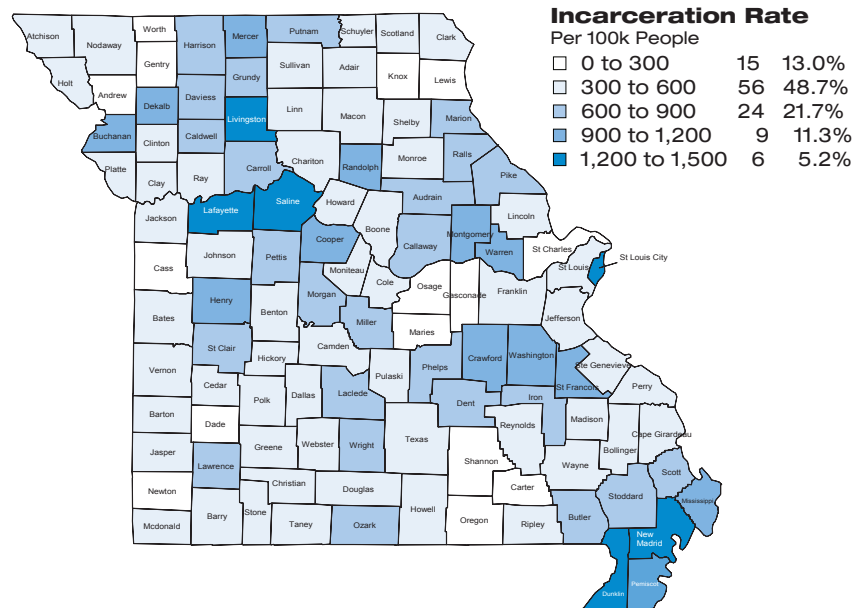 Incarceration Rate
Per 100k People
0 to 300 15 13.0%
300 to 600 56 48.7%
600 to 900 24 21.7%
900 to 1,200 9 11.3%
1,200 to 1,500 6 5.2%
Atchison
Nodaway
Worth
Harrison
Mercer
Putnam
Schuyler
Scotland
Clark
Holt
Gentry
Sullivan
Adair
Knox
Lewis
Andrew
Dekalb
Daviess
Grundy
Livingston
Linn
Macon
Shelby
Marion
Buchanan
Clinton
Caldwell
Platte
Clay
Ray
Carroll
Chariton
Randolph
Monroe
Ralls
Pike
Audrain
Jackson
Lafayette
Saline
Howard
Boone
Callaway
Montgomery
Lincoln
Warren
St Charles
St Louis
St Louis City
Cass
Johnson
Pettis
Cooper
Moniteau
Cole
Osage
Gasconade
Franklin
Jefferson
Bates
Henry
Benton
Morgan
Miller
Maries
St Clair
Hickory
Camden
Pulaski
Phelps
Crawford
Washington
Ste Genevieve
St Francois
Perry
Vernon
Cedar
Polk
Dallas
Laclede
Dent
Iron
Reynolds
Madison
Bollinger
Cape Girardeau
Barton
Dade
Jasper
Greene
Webster
Wright
Texas
Shannon
Wayne
Lawrence
Christian
Douglas
Carter
Stoddard
Scott
Mississippi
Newton
Mcdonald
Barry
Stone
Taney
Ozark
Howell
Oregon
Ripley
Butler
New
Madrid
Dunklin
Pemiscot